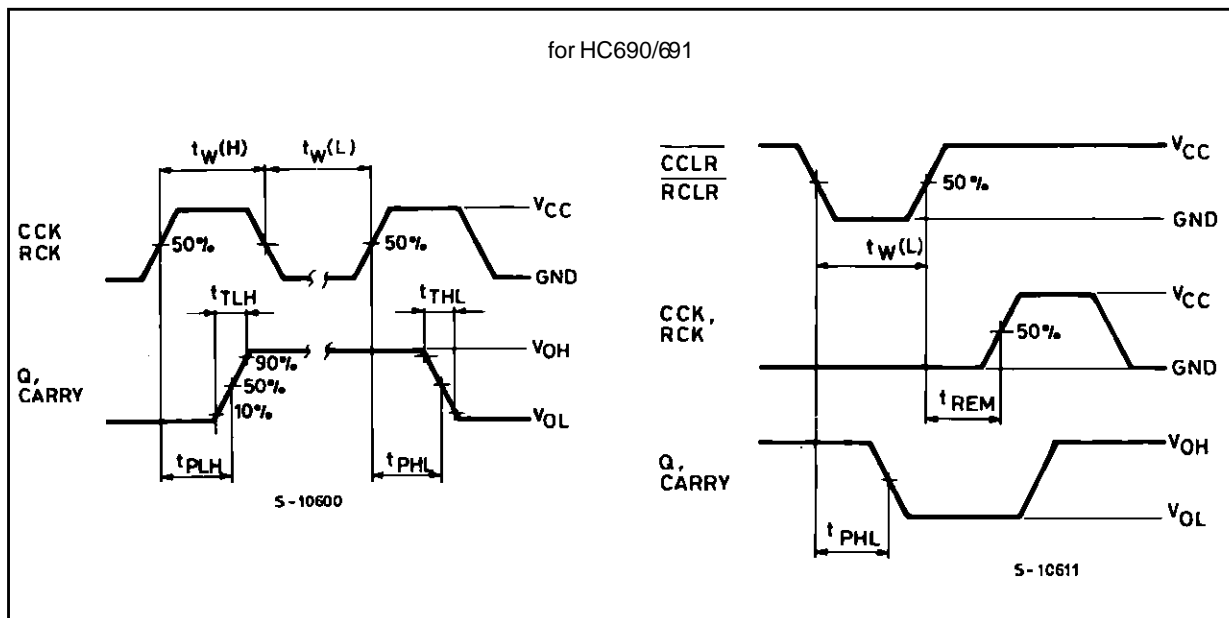 for HC690/691
tW(H)
tW(L)
VCC
CCK
RCK
50%
50%
GND
tTLH
tTHL
VOH
90%
Q,
CARRY
50%
10%
VOL
tPLH
tPHL
S-10600
CCLR
RCLR
VCC
50%
GND
tW(L)
VCC
CCK,
RCK
50%
GND
tREM
VOH
Q,
CARRY
VOL
tPHL
S-10611